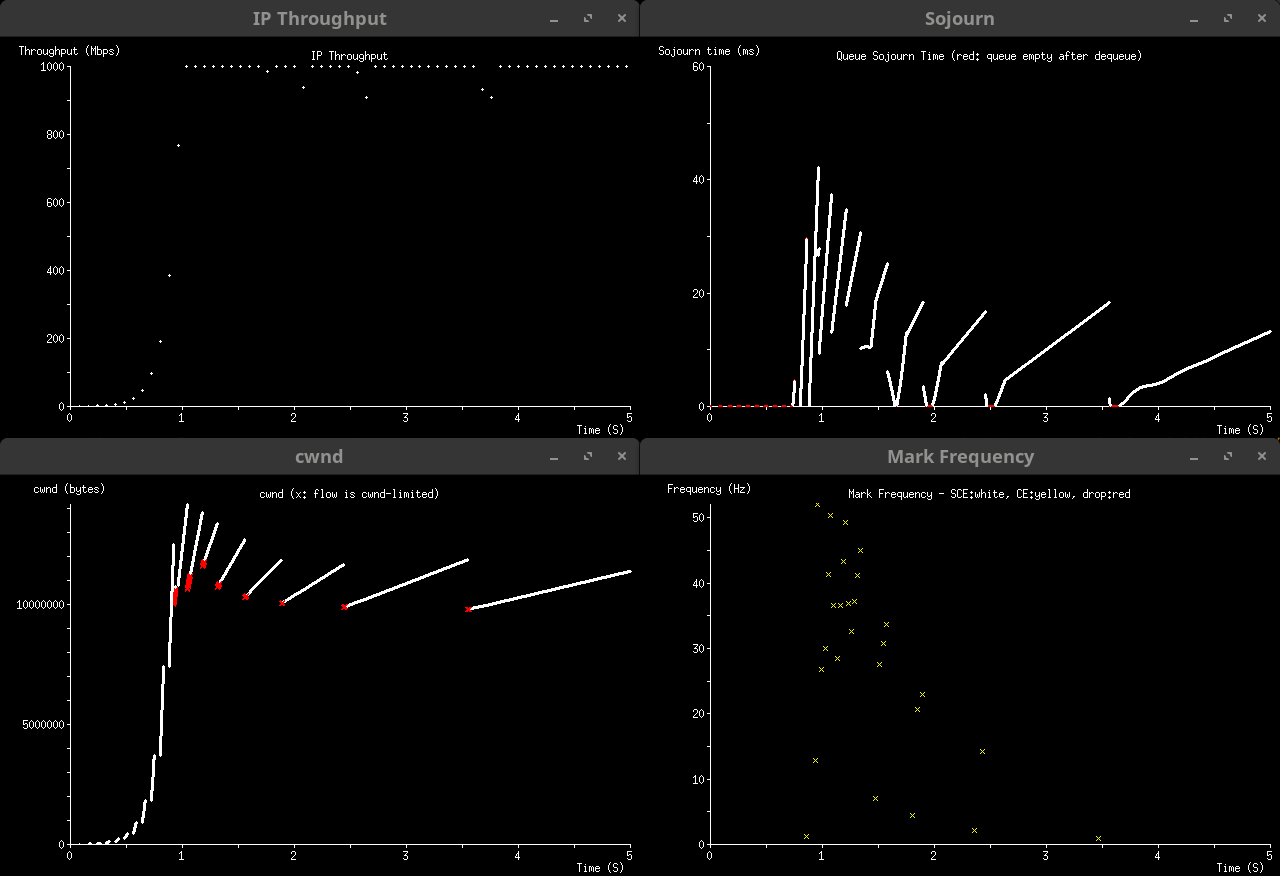 IP Throughput
Throughput (Mbps)
IP Throughput
1000
800
600
400
200
0
0 1 2 3 4 5
Time (S)
Sojourn
Sojourn time (ms)
Queue Sojourn Time (red: queue empty after dequeue)
60
40
20
0
0 1 2 3 4 5
Time (S)
cwnd
cwnd (bytes)
cwnd (x: flow is cwnd-limited)
10000000
5000000
0
0 1 2 3 4 5
Time (S)
Mark Frequency
Frequency (Hz)
Mark Frequency - SCE:white, CE:yellow, drop:red
50
40
30
20
10
0
0 1 2 3 4 5
Time (S)